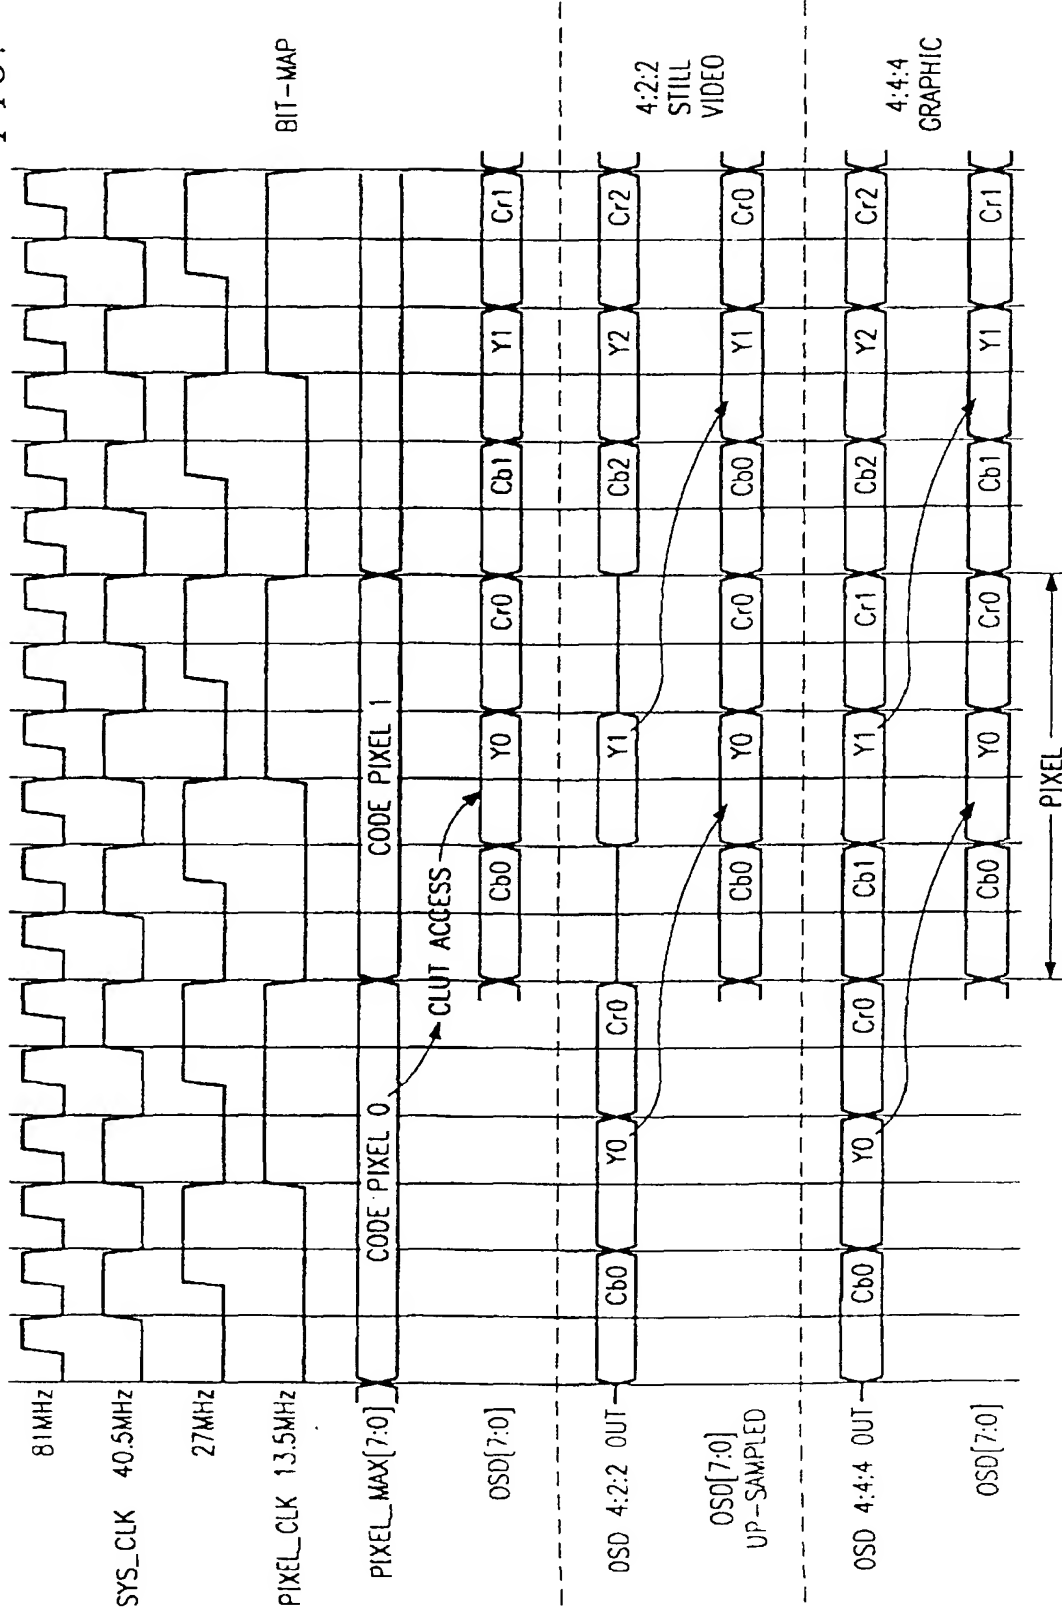 81MHz
SYS_CLK 40.5MHz
27MHz
PIXEL_CLK 13.5MHz
PIXEL_MAX[7:0] CODE PIXEL 0 CODE PIXEL 1
BIT-MAP
CLUT ACCESS
OSD[7:0] Cb0 Y0 Cr0 Cb1 Y1 Cr1
OSD 4:2:2 OUT Cb0 Y0 Cr0 Y1 Cb2 Y2 Cr2
4:2:2
STILL
VIDEO
OSD[7:0]
UP-SAMPLED
Cb0 Y0 Cr0 Cb0 Y1 Cr0
OSD 4:4:4 OUT Cb0 Y0 Cr0 Cb1 Y1 Cr1 Cb2 Y2 Cr2
4:4:4
GRAPHIC
OSD[7:0] Cb0 Y0 Cr0 Cb1 Y1 Cr1
PIXEL